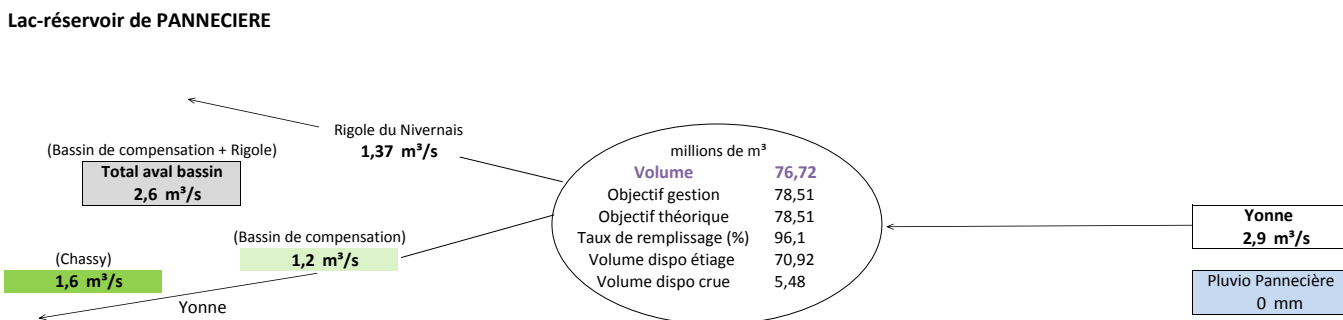 Lac-réservoir de PANNECIERE
Rigole du Nivernais
1,37 m³/s
(Bassin de compensation + Rigole)
Total aval bassin
2,6 m³/s
millions de m³
Volume 76,72
Objectif gestion 78,51
Objectif théorique 78,51
Taux de remplissage (%) 96,1
Volume dispo étiage 70,92
Volume dispo crue 5,48
Yonne
2,9 m³/s
(Bassin de compensation)
1,2 m³/s
(Chassy)
1,6 m³/s
Yonne
Pluvio Pannecière
0 mm